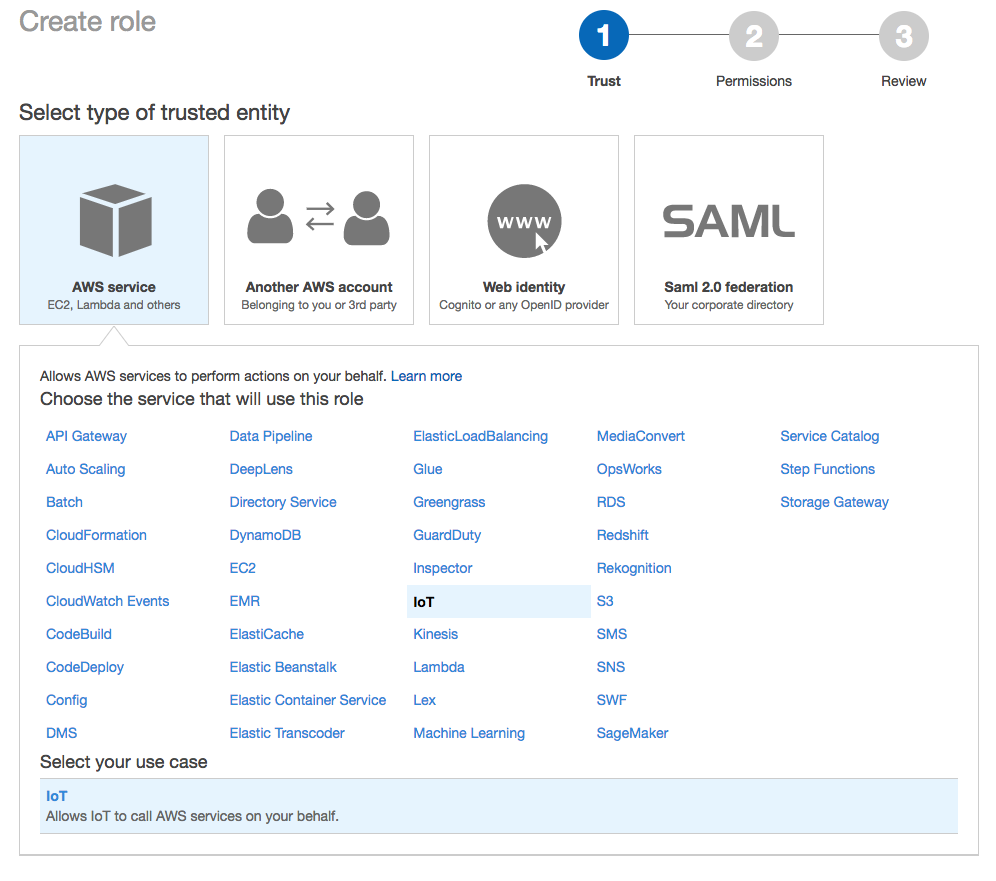 Create role
1 2 3
Trust Permissions Review
Select type of trusted entity
AWS service
EC2, Lambda and others
Another AWS account
Belonging to you or 3rd party
www
Web identity
Cognito or any OpenID provider
SAML
Saml 2.0 federation
Your corporate directory
Allows AWS services to perform actions on your behalf. Learn more
Choose the service that will use this role
API Gateway Data Pipeline ElasticLoadBalancing MediaConvert Service Catalog
Auto Scaling DeepLens Glue OpsWorks Step Functions
Batch Directory Service Greengrass RDS Storage Gateway
CloudFormation DynamoDB GuardDuty Redshift
CloudHSM EC2 Inspector Rekognition
CloudWatch Events EMR IoT S3
CodeBuild ElastiCache Kinesis SMS
CodeDeploy Elastic Beanstalk Lambda SNS
Config Elastic Container Service Lex SWF
DMS Elastic Transcoder Machine Learning SageMaker
Select your use case
IoT
Allows IoT to call AWS services on your behalf.